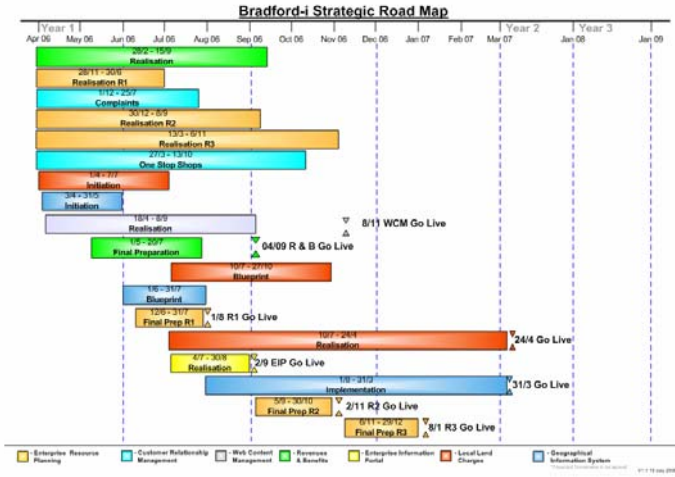 Bradford-i Strategic Road Map
Year 1 Year 2 Year 3
Apr 06 May 06 Jun 06 Jul 06 Aug 06 Sep 06 Oct 06 Nov 06 Dec 06 Jan 07 Feb 07 Mar 07 Jan 08 Jan 09
28/2 - 15/9
Realisation
28/11 - 30/6
Realisation R1
1/12 - 25/7
Complaints
30/12 - 8/9
Realisation R2
13/3 - 6/11
Realisation R3
27/3 - 13/10
One Stop Shops
1/4 - 7/7
Initiation
3/4 - 31/5
Initiation
18/4 - 8/9
Realisation
8/11 WCM Go Live
1/5 - 20/7
Final Preparation
04/09 R & B Go Live
10/7 - 27/10
Blueprint
1/6 - 31/7
Blueprint
12/6 - 31/7
Final Prep R1
1/8 R1 Go Live
10/7 - 24/4
Realisation
24/4 Go Live
4/7 - 30/8
Realisation
2/9 EIP Go Live
1/8 - 31/3
Implementation
31/3 Go Live
5/9 - 30/10
Final Prep R2
2/11 R2 Go Live
6/11 - 29/12
Final Prep R3
8/1 R3 Go Live
- Enterprise Resource Planning
- Customer Relationship Management
- Web Content Management
- Revenues & Benefits
- Enterprise Information Portal
- Local Land Charges
- Geographical Information System